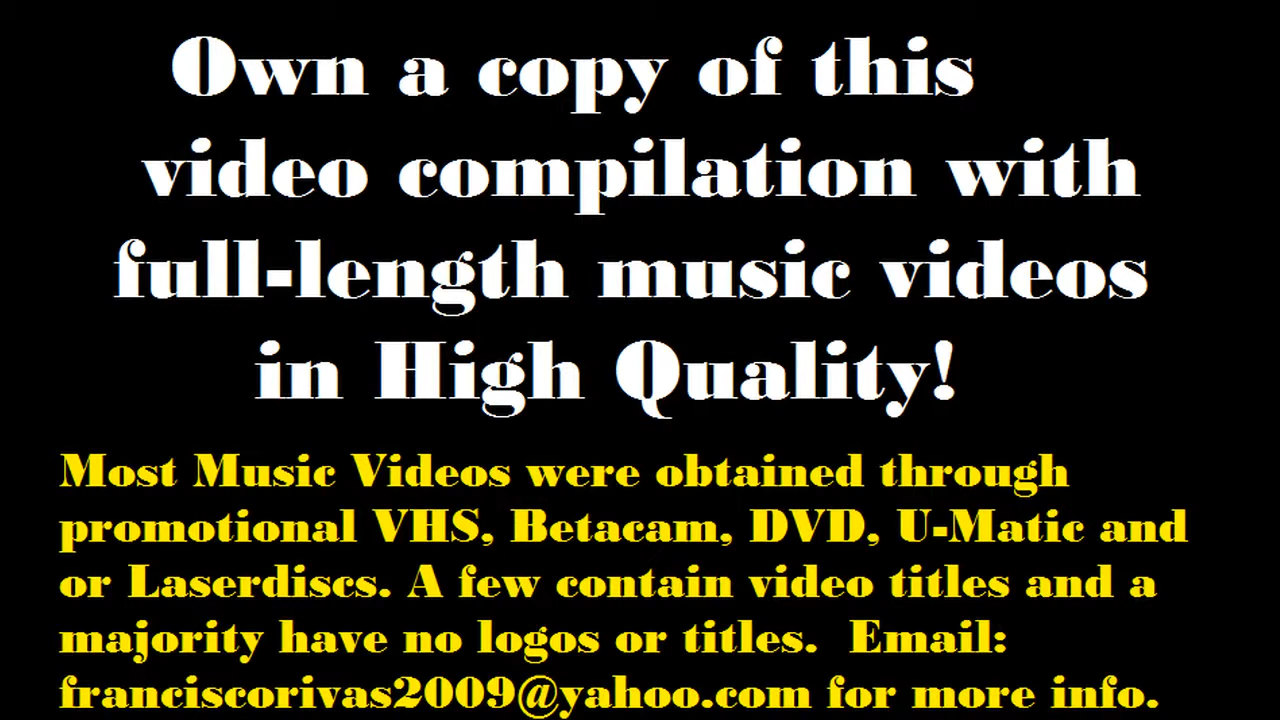 Own a copy of this
video compilation with
full-length music videos
in High Quality!
Most Music Videos were obtained through
promotional VHS, Betacam, DVD, U-Matic and
or Laserdiscs. A few contain video titles and a
majority have no logos or titles.  Email:
franciscorivas2009@yahoo.com for more info.